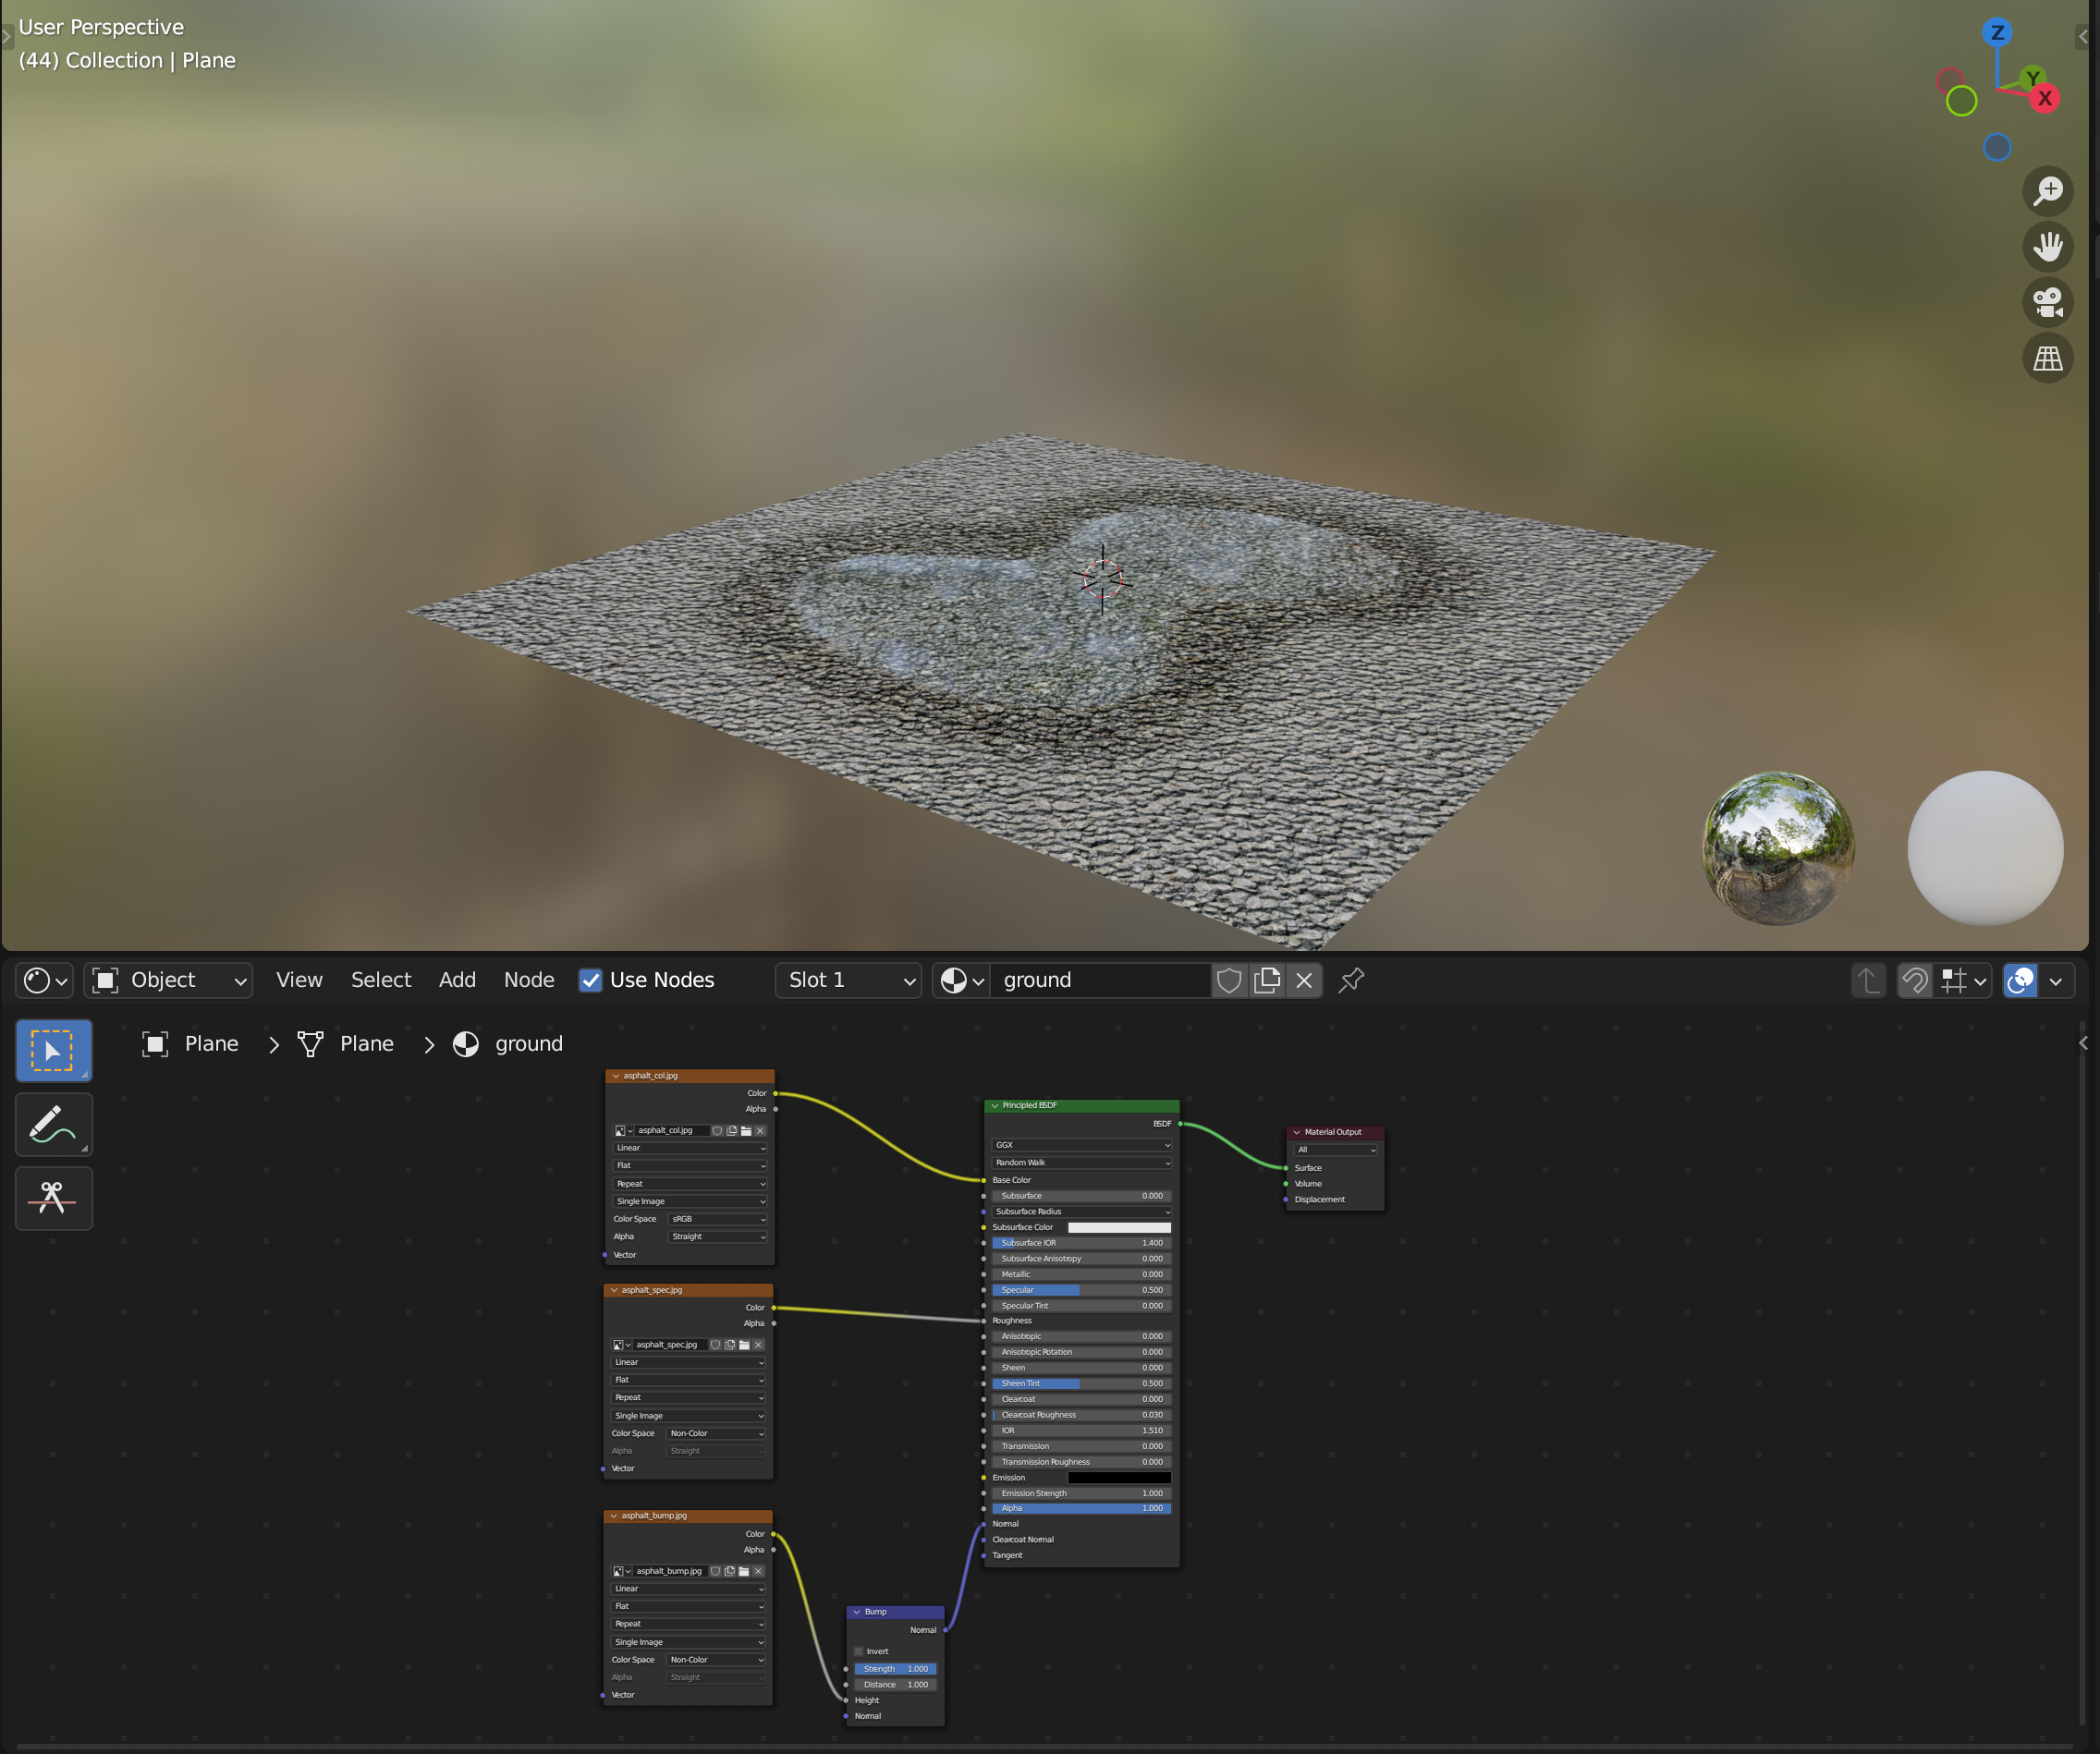 User Perspective
(44) Collection | Plane
Z
Y
X
Object
View
Select
Add
Node
Use Nodes
Slot 1
ground
Plane
Plane
ground
asphalt_col.jpg
Color
Alpha
asphalt_col.jpg
Linear
Flat
Repeat
Single Image
Color Space sRGB
Alpha Straight
Vector
asphalt_spec.jpg
Color
Alpha
asphalt_spec.jpg
Linear
Flat
Repeat
Single Image
Color Space Non-Color
Alpha Straight
Vector
asphalt_bump.jpg
Color
Alpha
asphalt_bump.jpg
Linear
Flat
Repeat
Single Image
Color Space Non-Color
Alpha Straight
Vector
Bump
Normal
Invert
Strength 1.000
Distance 1.000
Height
Normal
Principled BSDF
BSDF
GGX
Random Walk
Base Color
Subsurface 0.000
Subsurface Radius
Subsurface Color
Subsurface IOR 1.400
Subsurface Anisotropy 0.000
Metallic 0.000
Specular 0.500
Specular Tint 0.000
Roughness
Anisotropic 0.000
Anisotropic Rotation 0.000
Sheen 0.000
Sheen Tint 0.500
Clearcoat 0.000
Clearcoat Roughness 0.030
IOR 1.510
Transmission 0.000
Transmission Roughness 0.000
Emission
Emission Strength 1.000
Alpha 1.000
Normal
Clearcoat Normal
Tangent
Material Output
All
Surface
Volume
Displacement